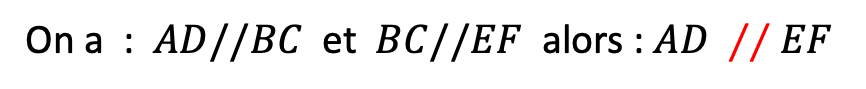 On a : AD//BC et BC//EF alors : AD // EF